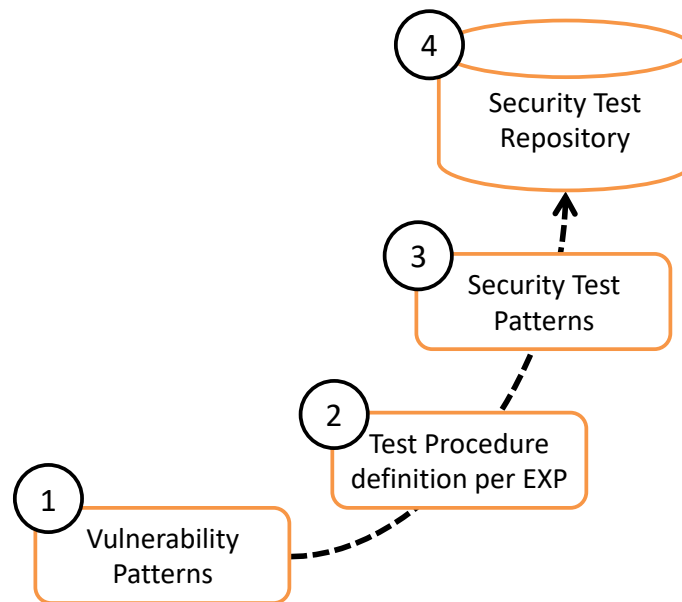 4
Security Test
Repository
3
Security Test
Patterns
2
Test Procedure
definition per EXP
1
Vulnerability
Patterns